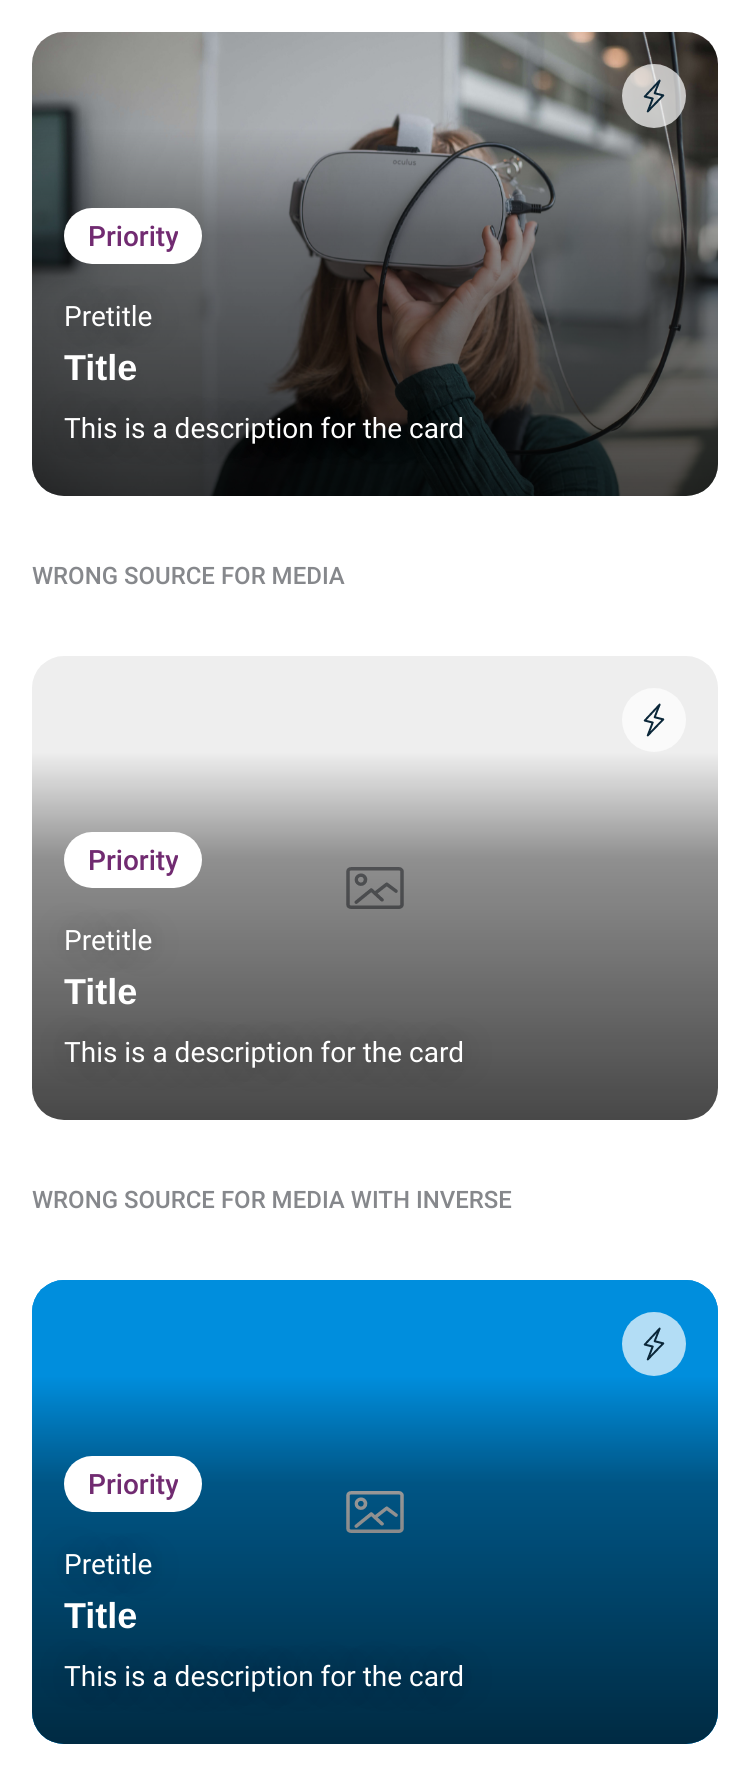 oculus
Priority
Pretitle
Title
This is a description for the card
WRONG SOURCE FOR MEDIA
Priority
Pretitle
Title
This is a description for the card
WRONG SOURCE FOR MEDIA WITH INVERSE
Priority
Pretitle
Title
This is a description for the card